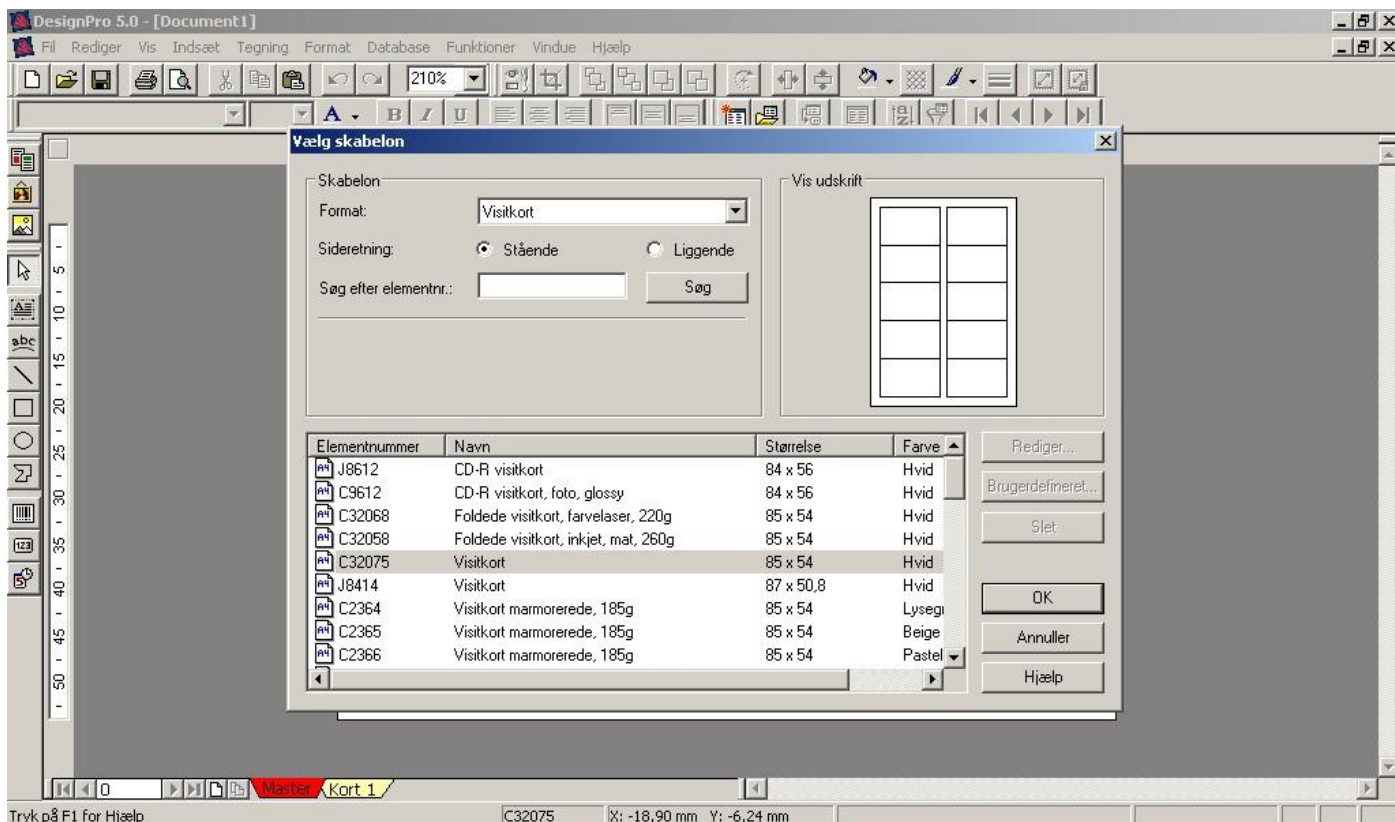 DesignPro 5.0 - [Document1]
Fil Rediger Vis Indsæt Tegning Format Database Funktioner Vindue Hjælp
210%
A B I U
Vælg skabelon
Skabelon
Vis udskrift
Format: Visitkort
Sideretning: Stående Liggende
Søg efter elementnr.: Søg
abc
123
5 10 15 20 25 30 35 40 45 50
Elementnummer Navn Størrelse Farve
J8612 CD-R visitkort 84 x 56 Hvid
C9612 CD-R visitkort, foto, glossy 84 x 56 Hvid
C32068 Foldede visitkort, farvelaser, 220g 85 x 54 Hvid
C32058 Foldede visitkort, inkjet, mat, 260g 85 x 54 Hvid
C32075 Visitkort 85 x 54 Hvid
J8414 Visitkort 87 x 50,8 Hvid
C2364 Visitkort marmorerede, 185g 85 x 54 Lyseg
C2365 Visitkort marmorerede, 185g 85 x 54 Beige
C2366 Visitkort marmorerede, 185g 85 x 54 Pastel
Rediger...
Brugerdefineret...
Slet
OK
Annuller
Hjælp
0 Master Kort 1
Tryk på F1 for Hjælp C32075 X: -18,90 mm Y: -6,24 mm